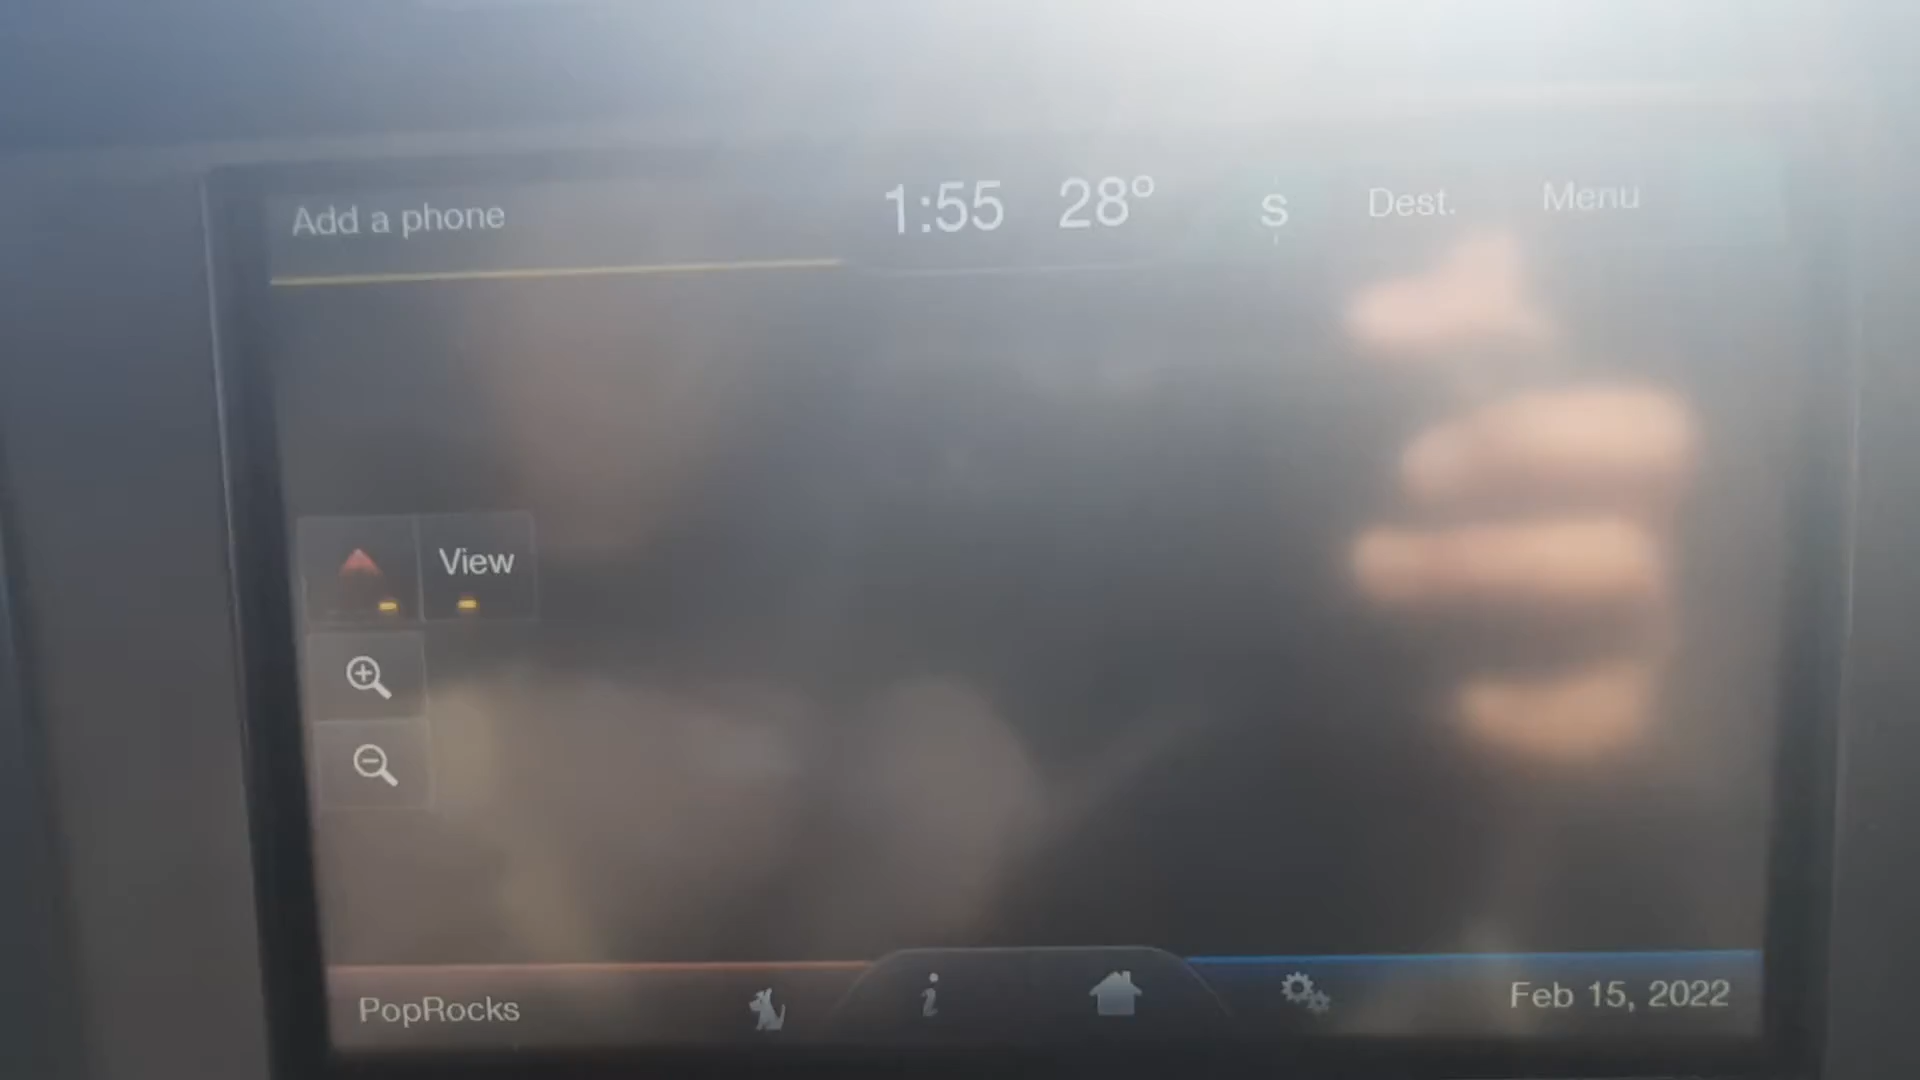 Add a phone
1:55 28° S Dest. Menu
View
PopRocks
i
Feb 15, 2022